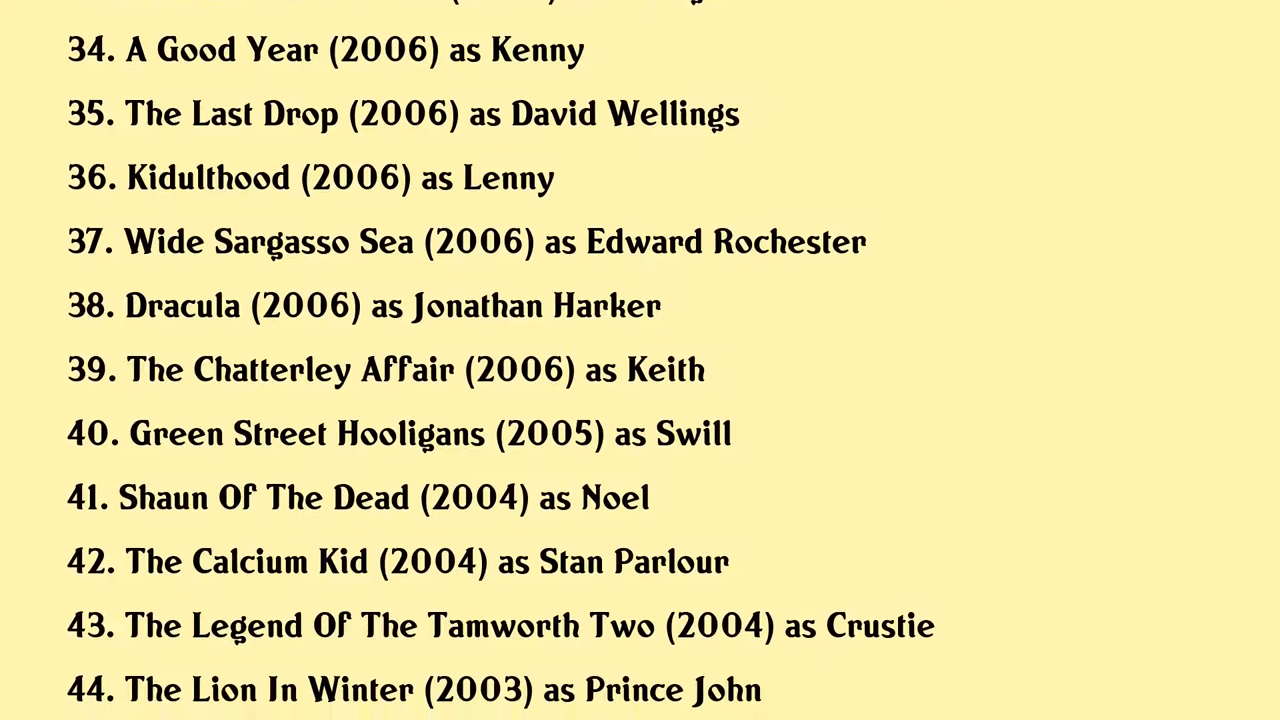 34. A Good Year (2006) as Kenny
35. The Last Drop (2006) as David Wellings
36. Kidulthood (2006) as Lenny
37. Wide Sargasso Sea (2006) as Edward Rochester
38. Dracula (2006) as Jonathan Harker
39. The Chatterley Affair (2006) as Keith
40. Green Street Hooligans (2005) as Swill
41. Shaun Of The Dead (2004) as Noel
42. The Calcium Kid (2004) as Stan Parlour
43. The Legend Of The Tamworth Two (2004) as Crustie
44. The Lion In Winter (2003) as Prince John